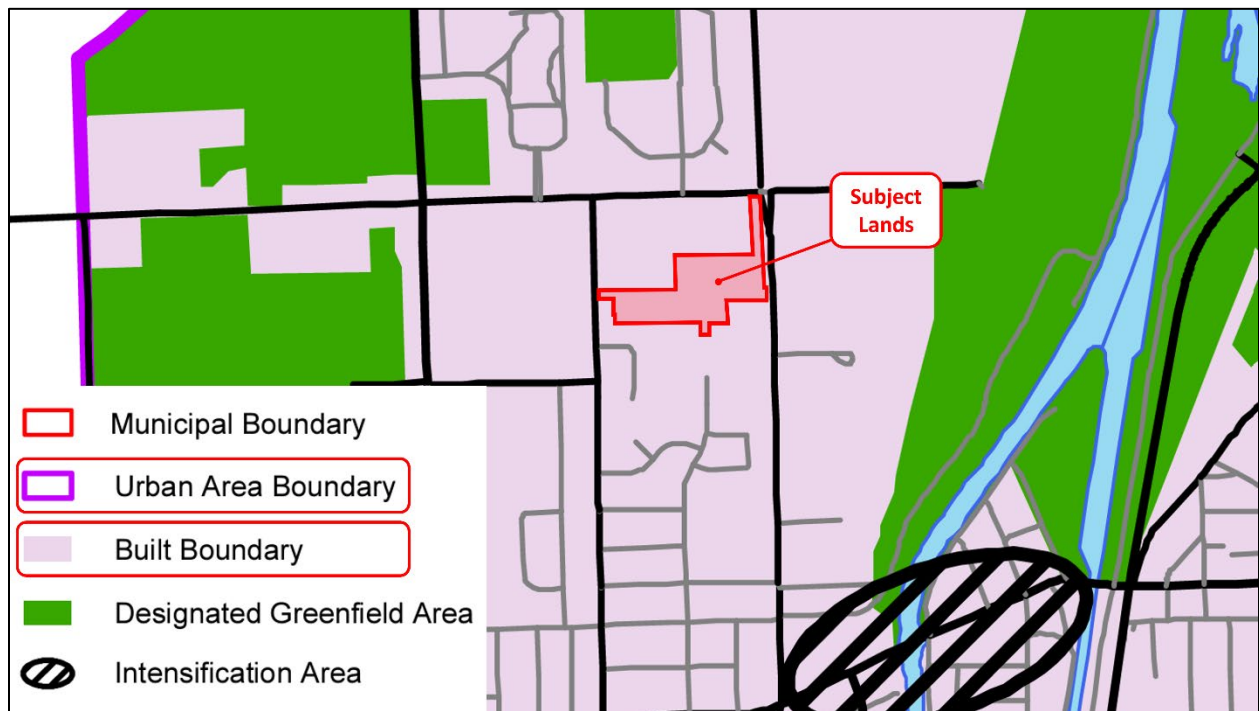 Subject
Lands
Municipal Boundary
Urban Area Boundary
Built Boundary
Designated Greenfield Area
Intensification Area